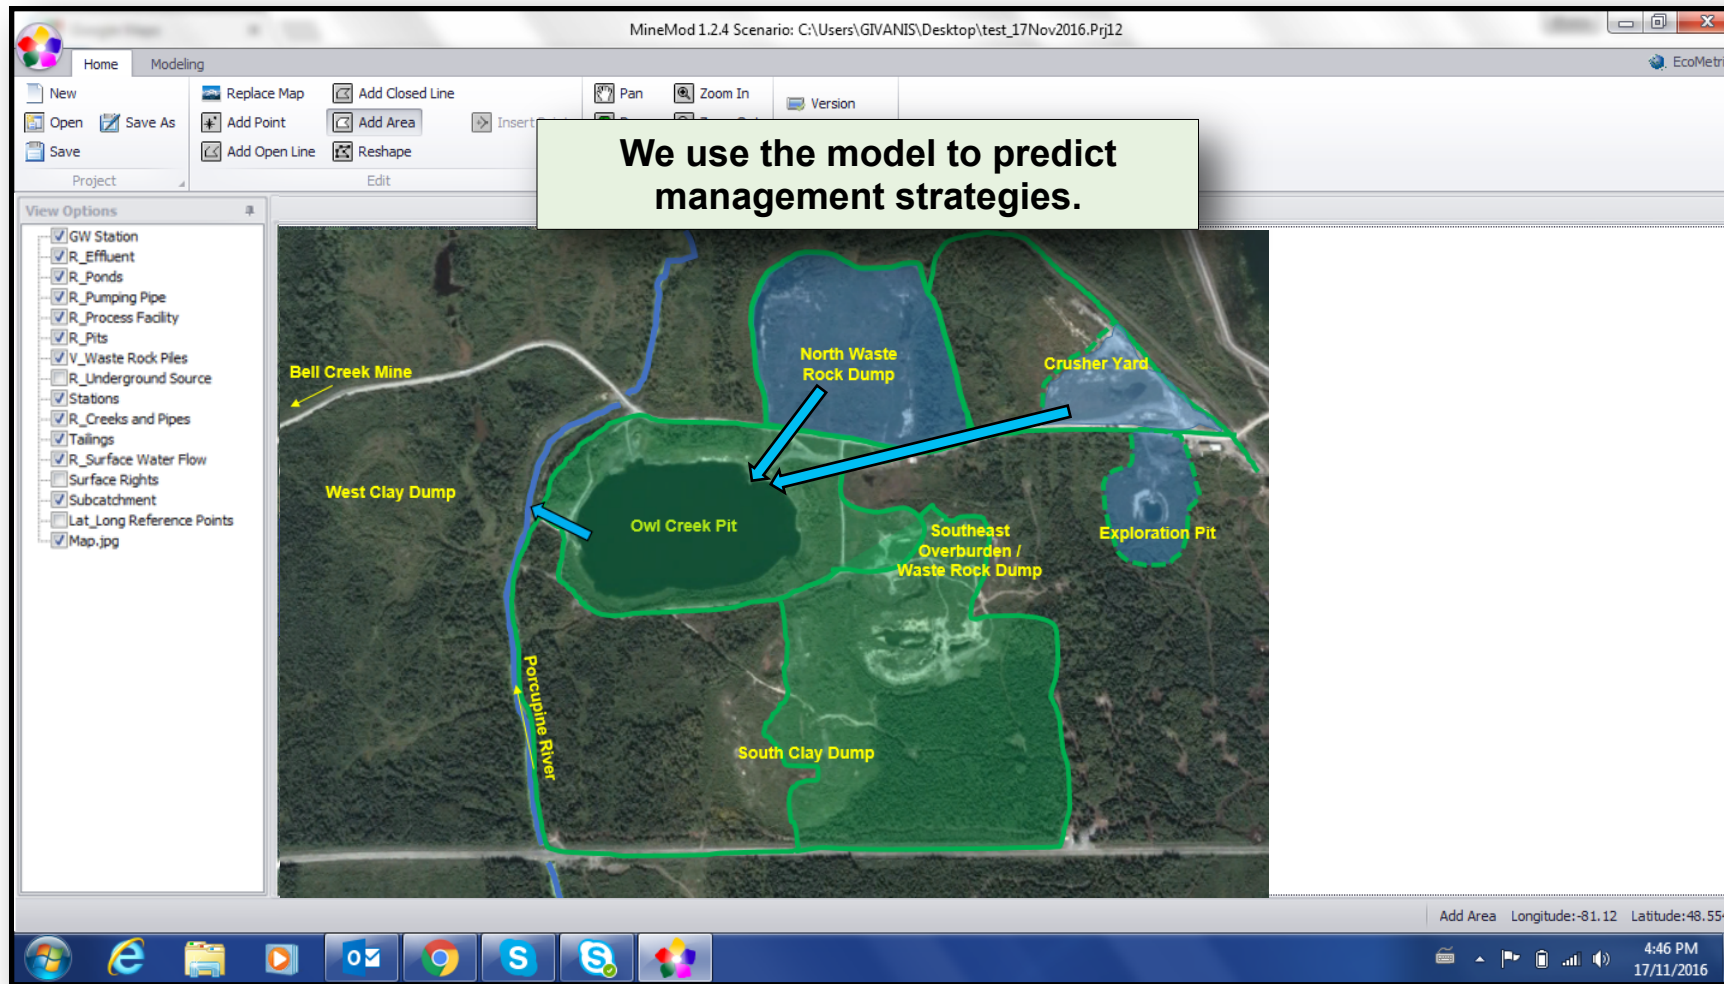 MineMod 1.2.4 Scenario: C:\Users\GIVANIS\Desktop\test_17Nov2016.Prj12
Home Modeling
EcoMetri
New
Open Save As
Save
Project
Replace Map Add Closed Line
Add Point Add Area Insert
Add Open Line Reshape
Edit
Pan Zoom In
Version
We use the model to predict
management strategies.
View Options
GW Station
R_Effluent
R_Ponds
R_Pumping Pipe
R_Process Facility
R_Pits
V_Waste Rock Piles
R_Underground Source
Stations
R_Creeks and Pipes
Tailings
R_Surface Water Flow
Surface Rights
Subcatchment
Lat_Long Reference Points
Map.jpg
Bell Creek Mine
North Waste
Rock Dump
Crusher Yard
West Clay Dump
Owl Creek Pit
Southeast
Overburden /
Waste Rock Dump
Exploration Pit
Porcupine River
South Clay Dump
Add Area Longitude:-81.12 Latitude:48.55
4:46 PM
17/11/2016